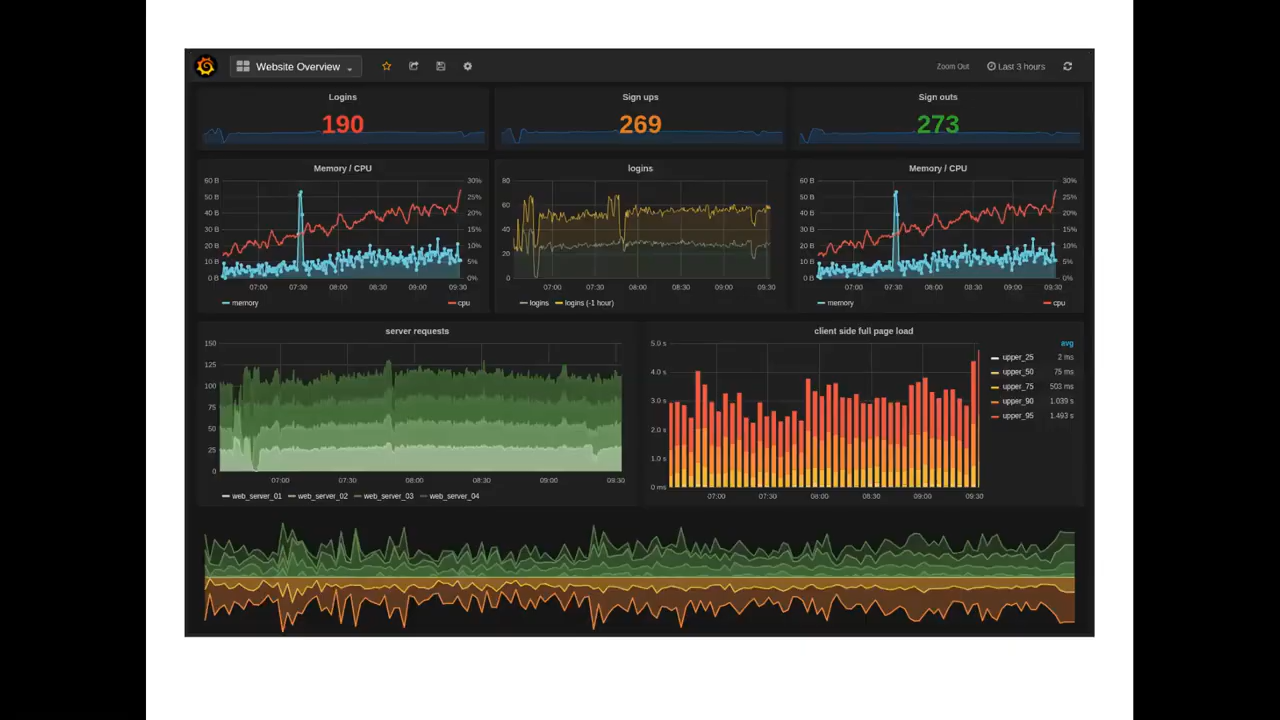 Website Overview
Zoom Out
Last 3 hours
Logins
190
Sign ups
269
Sign outs
273
Memory / CPU
60 B
50 B
40 B
30 B
20 B
10 B
0 B
30%
25%
20%
15%
10%
5%
0%
07:00 07:30 08:00 08:30 09:00 09:30
memory cpu
logins
80
60
40
20
0
07:00 07:30 08:00 08:30 09:00 09:30
logins logins (-1 hour)
Memory / CPU
60 B
50 B
40 B
30 B
20 B
10 B
0 B
30%
25%
20%
15%
10%
5%
0%
07:00 07:30 08:00 08:30 09:00 09:30
memory cpu
server requests
150
125
100
75
50
25
0
07:00 07:30 08:00 08:30 09:00 09:30
web_server_01 web_server_02 web_server_03 web_server_04
client side full page load
5.0 s
4.0 s
3.0 s
2.0 s
1.0 s
0 ms
07:00 07:30 08:00 08:30 09:00 09:30
avg
upper_25 2 ms
upper_50 75 ms
upper_75 503 ms
upper_90 1.039 s
upper_95 1.493 s